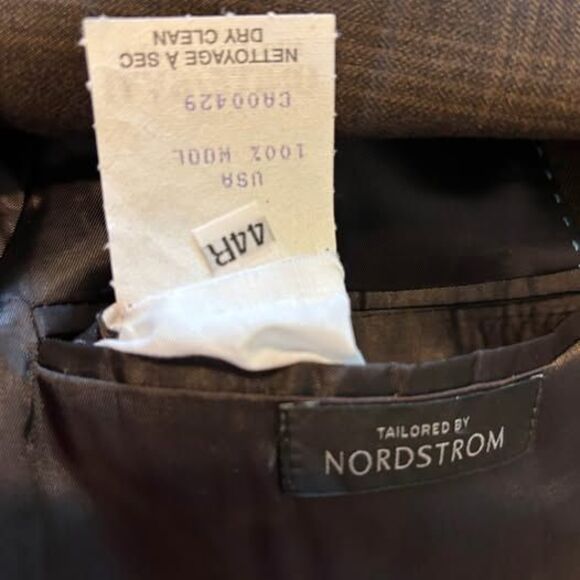 44R
USA
100% WOOL
CA00429
DRY CLEAN
NETTOYAGE À SEC
TAILORED BY
NORDSTROM